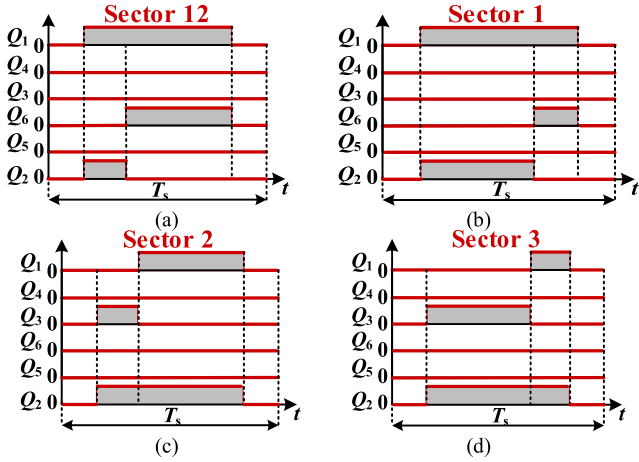 Sector 12
Q1 0
Q4 0
Q3 0
Q6 0
Q5 0
Q2 0
Ts
t
(a)
Sector 1
Q1 0
Q4 0
Q3 0
Q6 0
Q5 0
Q2 0
Ts
t
(b)
Sector 2
Q1 0
Q4 0
Q3 0
Q6 0
Q5 0
Q2 0
Ts
t
(c)
Sector 3
Q1 0
Q4 0
Q3 0
Q6 0
Q5 0
Q2 0
Ts
t
(d)